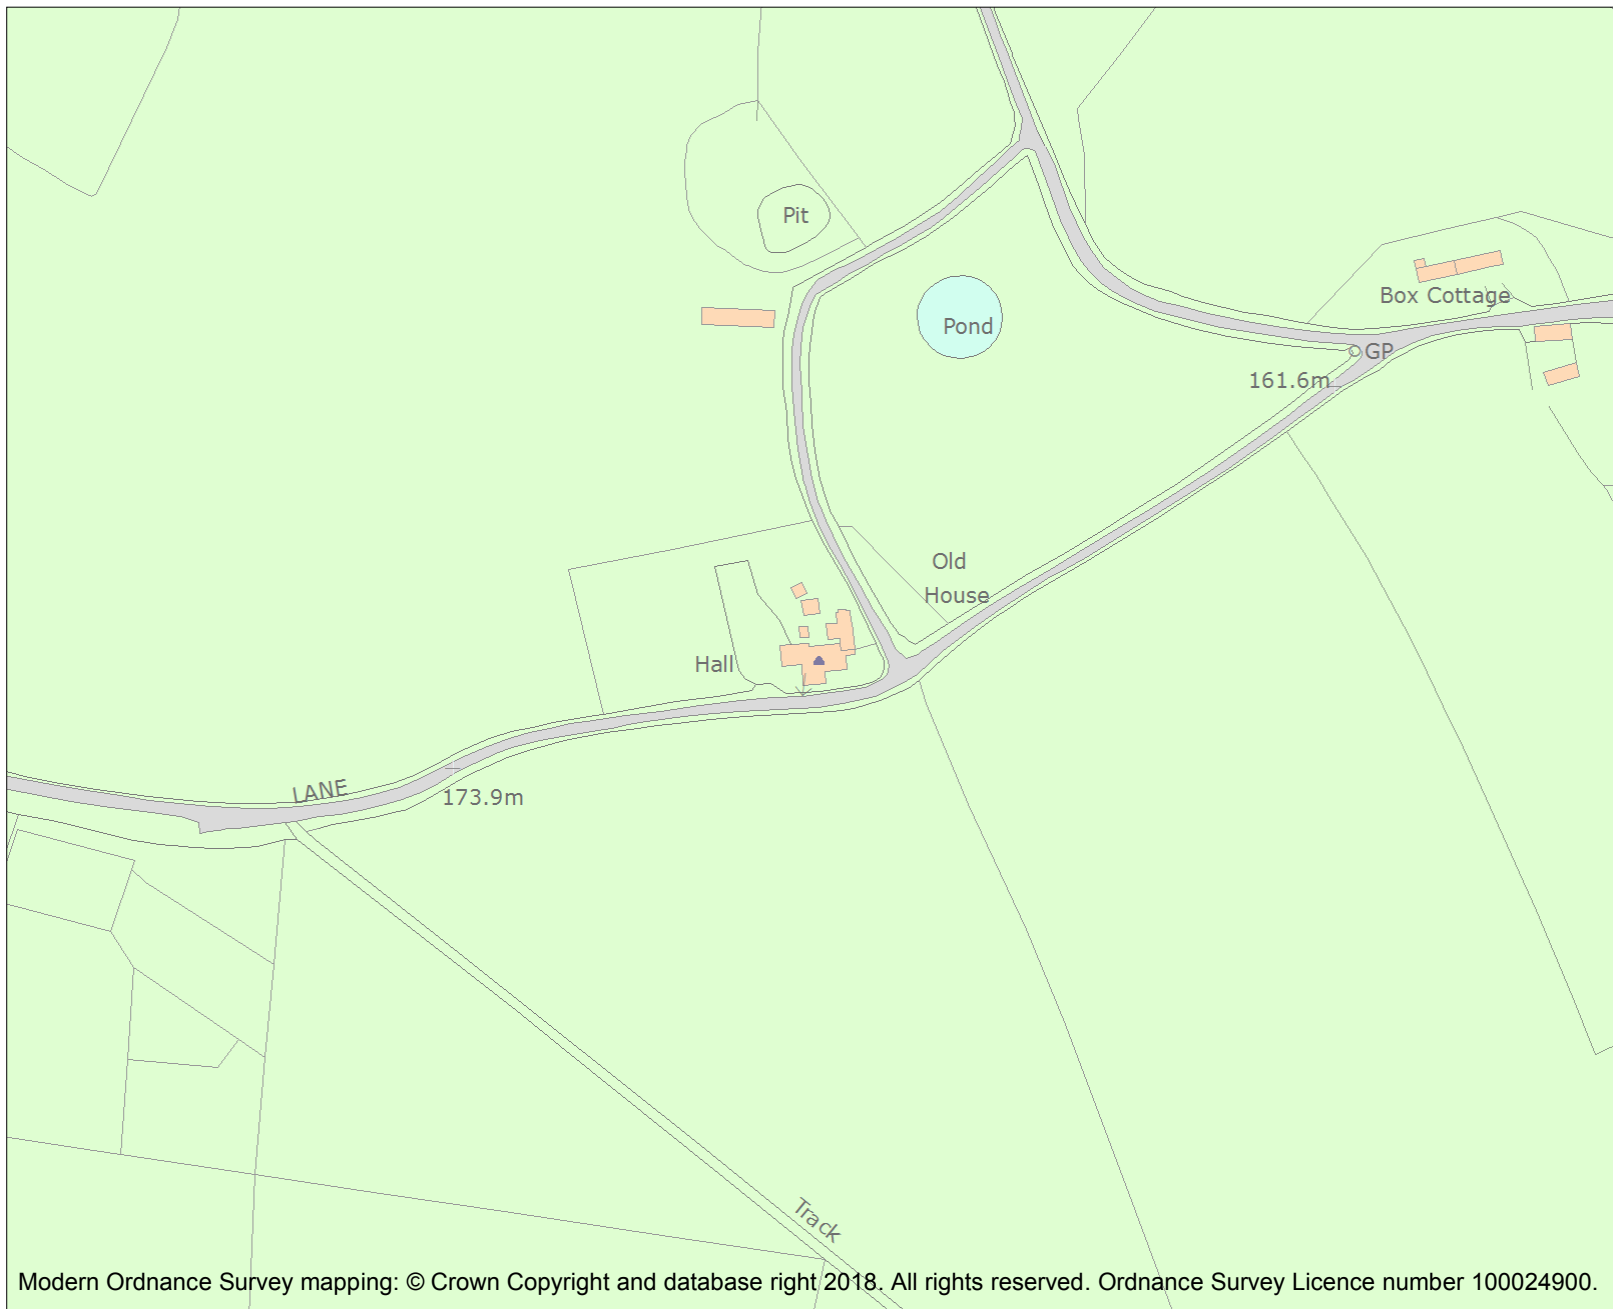 Pit
Box Cottage
Pond
GP
161.6m
Old
House
Hall
LANE
173.9m
Track
Modern Ordnance Survey mapping: © Crown Copyright and database right 2018. All rights reserved. Ordnance Survey Licence number 100024900.